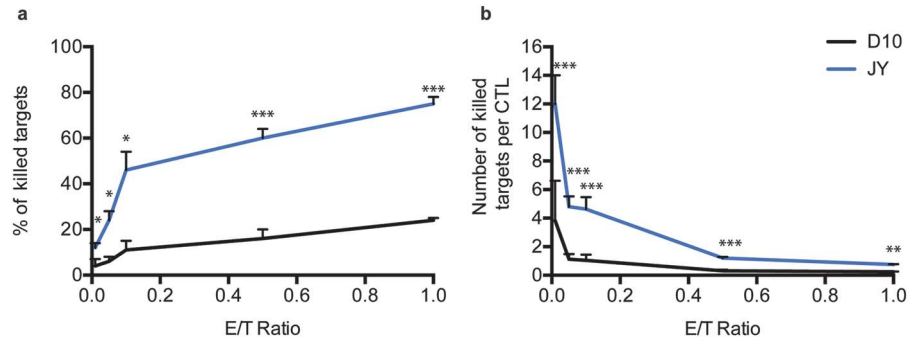 a
% of killed targets
100
80
60
40
20
0
*
*
*
***
***
0.0 0.2 0.4 0.6 0.8 1.0
E/T Ratio
b
Number of killed
targets per CTL
16
14
12
10
8
6
4
2
0
***
***
***
***
**
0.0 0.2 0.4 0.6 0.8 1.0
E/T Ratio
D10
JY